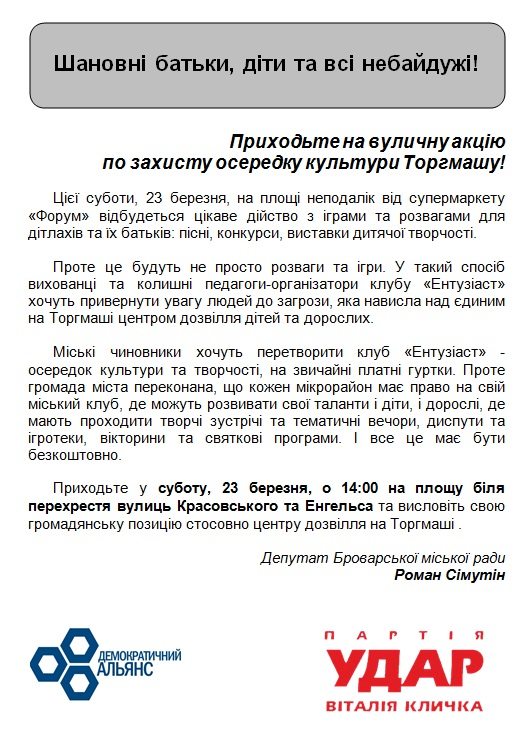 Шановні батьки, діти та всі небайдужі!
Приходьте на вуличну акцію
по захисту осередку культури Торгмашу!
Цієї суботи, 23 березня, на площі неподалік від супермаркету
«Форум» відбудеться цікаве дійство з іграми та розвагами для
дітлахів та їх батьків: пісні, конкурси, виставки дитячої творчості.
Проте це будуть не просто розваги та ігри. У такий спосіб
вихованці та колишні педагоги-організатори клубу «Ентузіаст»
хочуть привернути увагу людей до загрози, яка нависла над єдиним
на Торгмаші центром дозвілля дітей та дорослих.
Міські чиновники хочуть перетворити клуб «Ентузіаст» -
осередок культури та творчості, на звичайні платні гуртки. Проте
громада міста переконана, що кожен мікрорайон має право на свій
міський клуб, де можуть розвивати свої таланти і діти, і дорослі, де
мають проходити творчі зустрічі та тематичні вечори, диспути та
ігротеки, вікторини та святкові програми. І все це має бути
безкоштовно.
Приходьте у суботу, 23 березня, о 14:00 на площу біля
перехрестя вулиць Красовського та Енгельса та висловіть свою
громадянську позицію стосовно центру дозвілля на Торгмаші .
Депутат Броварської міської ради
Роман Сімутін
ДЕМОКРАТИЧНИЙ
АЛЬЯНС
ПАРТІЯ
УДАР
ВІТАЛІЯ КЛИЧКА